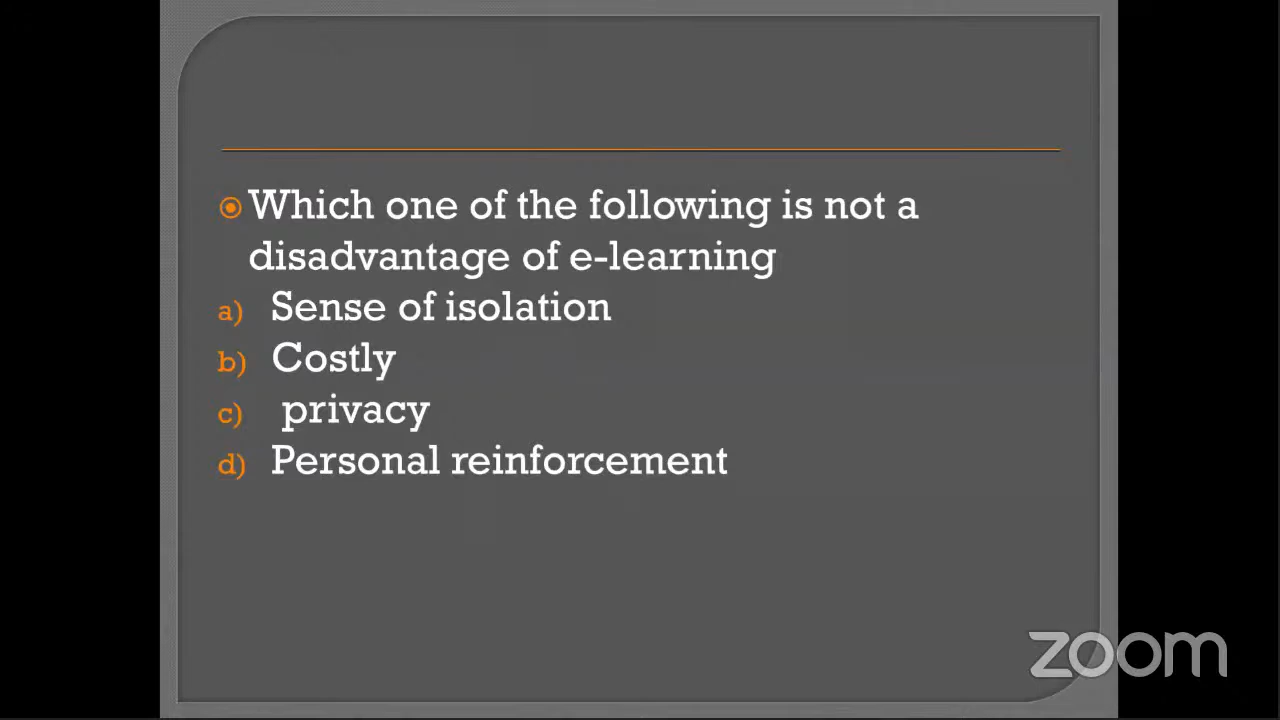 Which one of the following is not a
disadvantage of e-learning
a) Sense of isolation
b) Costly
c) privacy
d) Personal reinforcement
zoom